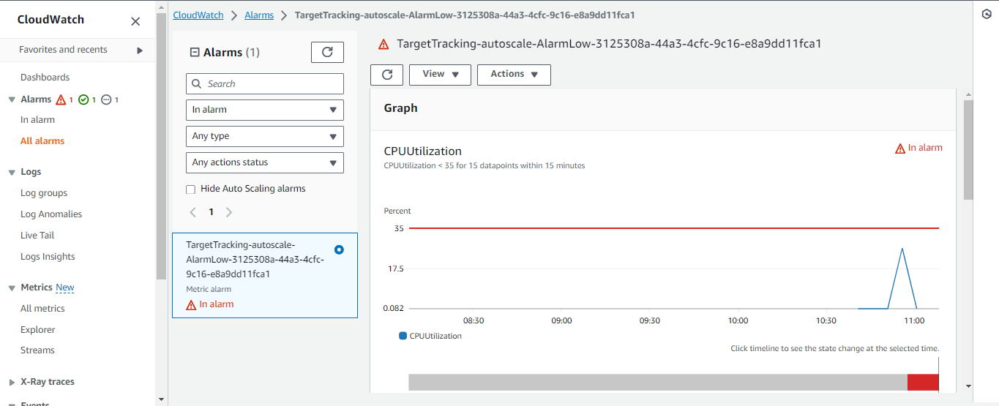 CloudWatch
Favorites and recents
Dashboards
Alarms 1 1 1
In alarm
All alarms
Logs
Log groups
Log Anomalies
Live Tail
Logs Insights
Metrics New
All metrics
Explorer
Streams
X-Ray traces
Events
CloudWatch Alarms TargetTracking-autoscale-AlarmLow-3125308a-44a3-4cfc-9c16-e8a9dd11fca1
Alarms (1)
Search
In alarm
Any type
Any actions status
Hide Auto Scaling alarms
1
TargetTracking-autoscale-
AlarmLow-3125308a-44a3-4cfc-
9c16-e8a9dd11fca1
Metric alarm
In alarm
TargetTracking-autoscale-AlarmLow-3125308a-44a3-4cfc-9c16-e8a9dd11fca1
View Actions
Graph
CPUUtilization
In alarm
CPUUtilization < 35 for 15 datapoints within 15 minutes
Percent
35
17.5
0.082
08:30 09:00 09:30 10:00 10:30 11:00
CPUUtilization
Click timeline to see the state change at the selected time.